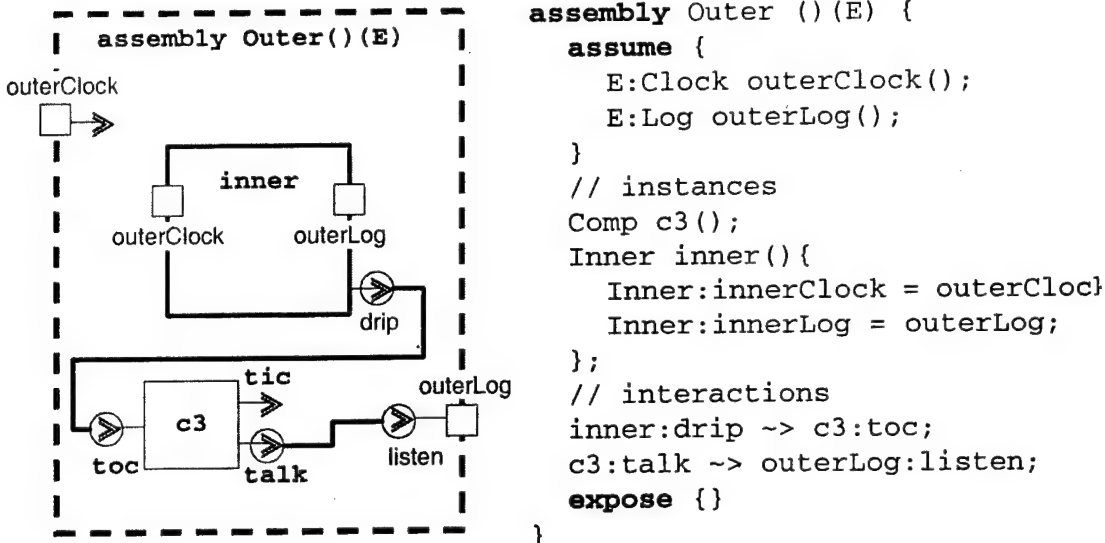 assembly Outer()(E)
outerClock
inner
outerClock
outerLog
drip
tic
outerLog
c3
toc
talk
listen
assembly Outer ()(E) {
assume {
E:Clock outerClock();
E:Log outerLog();
}
// instances
Comp c3();
Inner inner(){
Inner:innerClock = outerClock
Inner:innerLog = outerLog;
};
// interactions
inner:drip ~> c3:toc;
c3:talk ~> outerLog:listen;
expose {}
}